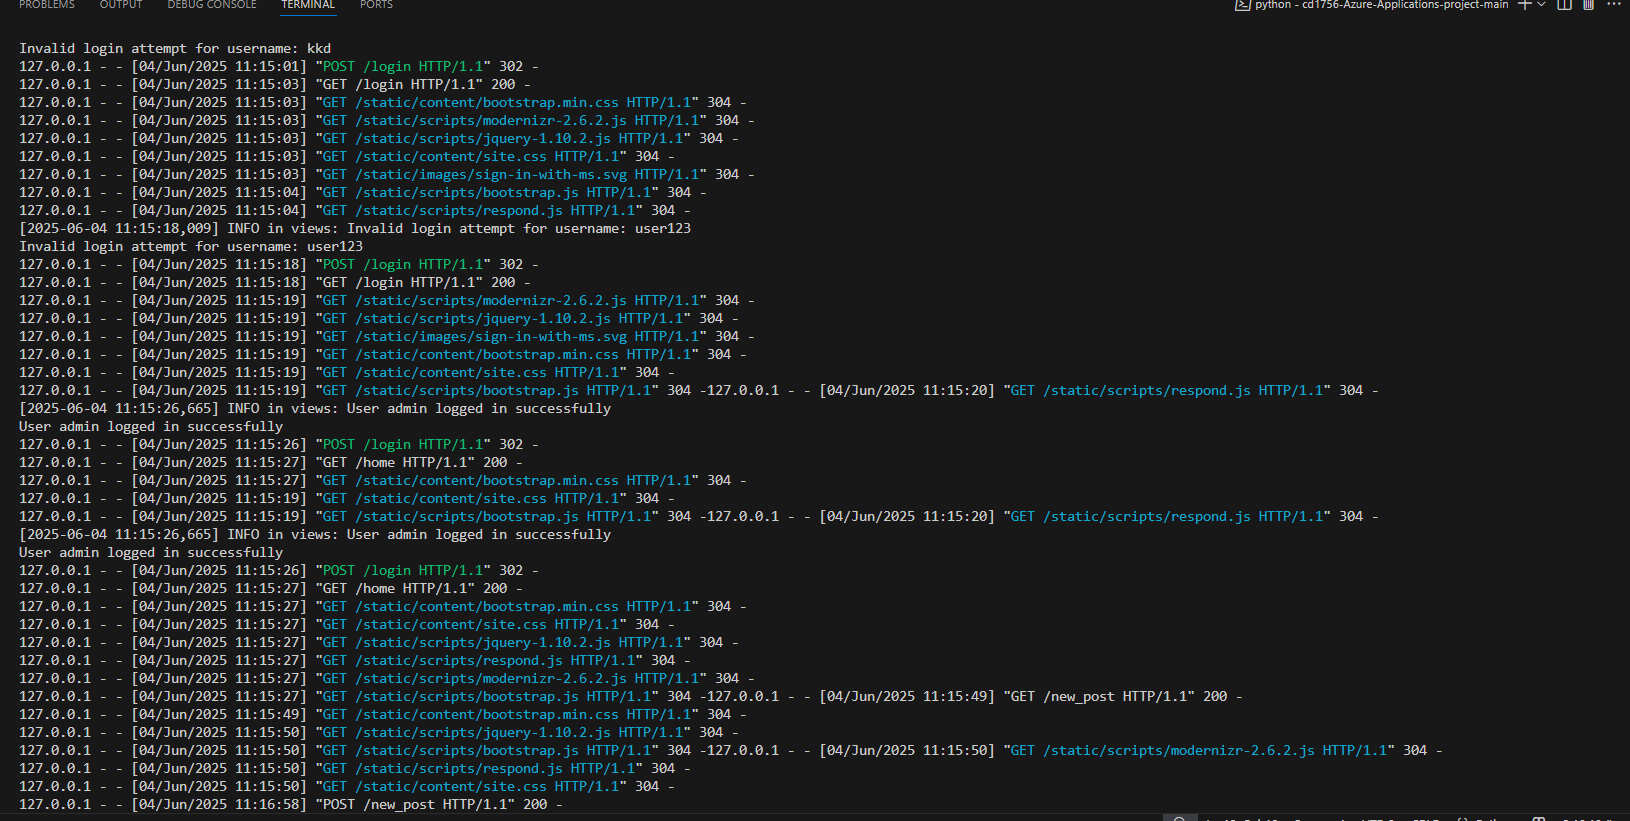 PROBLEMS OUTPUT DEBUG CONSOLE TERMINAL PORTS python - cd1756-Azure-Applications-project-main
Invalid login attempt for username: kkd
127.0.0.1 - - [04/Jun/2025 11:15:01] "POST /login HTTP/1.1" 302 -
127.0.0.1 - - [04/Jun/2025 11:15:03] "GET /login HTTP/1.1" 200 -
127.0.0.1 - - [04/Jun/2025 11:15:03] "GET /static/content/bootstrap.min.css HTTP/1.1" 304 -
127.0.0.1 - - [04/Jun/2025 11:15:03] "GET /static/scripts/modernizr-2.6.2.js HTTP/1.1" 304 -
127.0.0.1 - - [04/Jun/2025 11:15:03] "GET /static/scripts/jquery-1.10.2.js HTTP/1.1" 304 -
127.0.0.1 - - [04/Jun/2025 11:15:03] "GET /static/content/site.css HTTP/1.1" 304 -
127.0.0.1 - - [04/Jun/2025 11:15:03] "GET /static/images/sign-in-with-ms.svg HTTP/1.1" 304 -
127.0.0.1 - - [04/Jun/2025 11:15:04] "GET /static/scripts/bootstrap.js HTTP/1.1" 304 -
127.0.0.1 - - [04/Jun/2025 11:15:04] "GET /static/scripts/respond.js HTTP/1.1" 304 -
[2025-06-04 11:15:18,009] INFO in views: Invalid login attempt for username: user123
Invalid login attempt for username: user123
127.0.0.1 - - [04/Jun/2025 11:15:18] "POST /login HTTP/1.1" 302 -
127.0.0.1 - - [04/Jun/2025 11:15:18] "GET /login HTTP/1.1" 200 -
127.0.0.1 - - [04/Jun/2025 11:15:19] "GET /static/scripts/modernizr-2.6.2.js HTTP/1.1" 304 -
127.0.0.1 - - [04/Jun/2025 11:15:19] "GET /static/scripts/jquery-1.10.2.js HTTP/1.1" 304 -
127.0.0.1 - - [04/Jun/2025 11:15:19] "GET /static/images/sign-in-with-ms.svg HTTP/1.1" 304 -
127.0.0.1 - - [04/Jun/2025 11:15:19] "GET /static/content/bootstrap.min.css HTTP/1.1" 304 -
127.0.0.1 - - [04/Jun/2025 11:15:19] "GET /static/content/site.css HTTP/1.1" 304 -
127.0.0.1 - - [04/Jun/2025 11:15:19] "GET /static/scripts/bootstrap.js HTTP/1.1" 304 -127.0.0.1 - - [04/Jun/2025 11:15:20] "GET /static/scripts/respond.js HTTP/1.1" 304 -
[2025-06-04 11:15:26,665] INFO in views: User admin logged in successfully
User admin logged in successfully
127.0.0.1 - - [04/Jun/2025 11:15:26] "POST /login HTTP/1.1" 302 -
127.0.0.1 - - [04/Jun/2025 11:15:27] "GET /home HTTP/1.1" 200 -
127.0.0.1 - - [04/Jun/2025 11:15:27] "GET /static/content/bootstrap.min.css HTTP/1.1" 304 -
127.0.0.1 - - [04/Jun/2025 11:15:19] "GET /static/content/site.css HTTP/1.1" 304 -
127.0.0.1 - - [04/Jun/2025 11:15:19] "GET /static/scripts/bootstrap.js HTTP/1.1" 304 -127.0.0.1 - - [04/Jun/2025 11:15:20] "GET /static/scripts/respond.js HTTP/1.1" 304 -
[2025-06-04 11:15:26,665] INFO in views: User admin logged in successfully
User admin logged in successfully
127.0.0.1 - - [04/Jun/2025 11:15:26] "POST /login HTTP/1.1" 302 -
127.0.0.1 - - [04/Jun/2025 11:15:27] "GET /home HTTP/1.1" 200 -
127.0.0.1 - - [04/Jun/2025 11:15:27] "GET /static/content/bootstrap.min.css HTTP/1.1" 304 -
127.0.0.1 - - [04/Jun/2025 11:15:27] "GET /static/content/site.css HTTP/1.1" 304 -
127.0.0.1 - - [04/Jun/2025 11:15:27] "GET /static/scripts/jquery-1.10.2.js HTTP/1.1" 304 -
127.0.0.1 - - [04/Jun/2025 11:15:27] "GET /static/scripts/respond.js HTTP/1.1" 304 -
127.0.0.1 - - [04/Jun/2025 11:15:27] "GET /static/scripts/modernizr-2.6.2.js HTTP/1.1" 304 -
127.0.0.1 - - [04/Jun/2025 11:15:27] "GET /static/scripts/bootstrap.js HTTP/1.1" 304 -127.0.0.1 - - [04/Jun/2025 11:15:49] "GET /new_post HTTP/1.1" 200 -
127.0.0.1 - - [04/Jun/2025 11:15:49] "GET /static/content/bootstrap.min.css HTTP/1.1" 304 -
127.0.0.1 - - [04/Jun/2025 11:15:50] "GET /static/scripts/jquery-1.10.2.js HTTP/1.1" 304 -
127.0.0.1 - - [04/Jun/2025 11:15:50] "GET /static/scripts/bootstrap.js HTTP/1.1" 304 -127.0.0.1 - - [04/Jun/2025 11:15:50] "GET /static/scripts/modernizr-2.6.2.js HTTP/1.1" 304 -
127.0.0.1 - - [04/Jun/2025 11:15:50] "GET /static/scripts/respond.js HTTP/1.1" 304 -
127.0.0.1 - - [04/Jun/2025 11:15:50] "GET /static/content/site.css HTTP/1.1" 304 -
127.0.0.1 - - [04/Jun/2025 11:16:58] "POST /new_post HTTP/1.1" 200 -